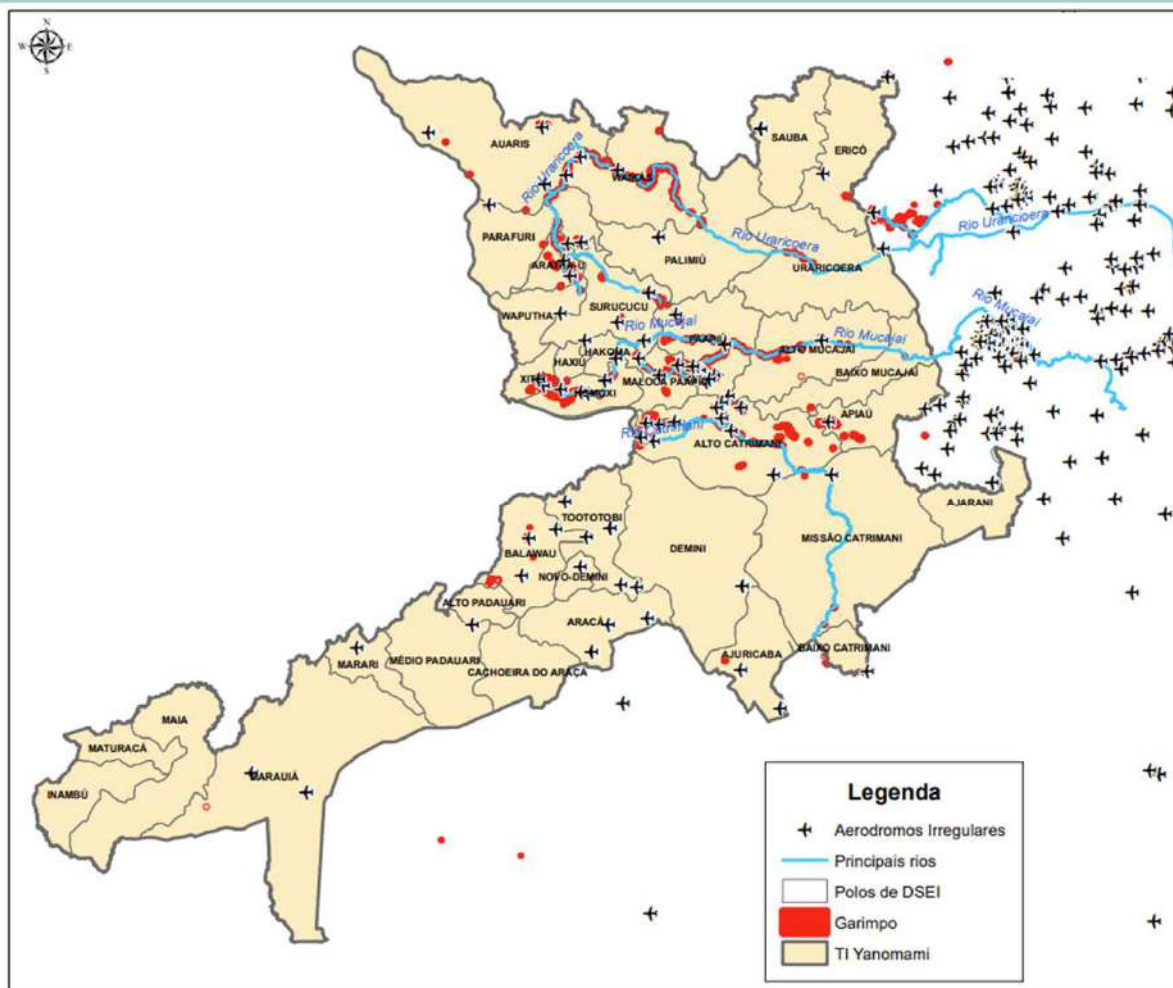 N
W
E
S
AUARIS
SAUBA
ERICÓ
WAIKÁS
Rio Uraricoera
PARAFURI
Rio Uraricoera
Rio Uraricoera
PALIMIÚ
URARICOERA
SURUCUCU
WAPUTHA
Rio Mucajaí
Rio Mucajaí
Rio Mucajaí
HAKOMA
HAXIÚ
ALTO MUCAJAÍ
BAIXO MUCAJAÍ
MALOCA PAAPIÚ
APIAÚ
Rio Catrimani
ALTO CATRIMANI
AJARANI
TOOTOTOBI
DEMINI
MISSÃO CATRIMANI
BALAWAU
NOVO-DEMINI
ALTO PADAUARI
ARACÁ
MARARI
MÉDIO PADAUARI
CACHOEIRA DO ARAÇA
AJURICABA
BAIXO CATRIMANI
MAIA
MATURACÁ
INAMBÚ
MARAUIÁ
Legenda
Aerodromos Irregulares
Principais rios
Polos de DSEI
Garimpo
TI Yanomami